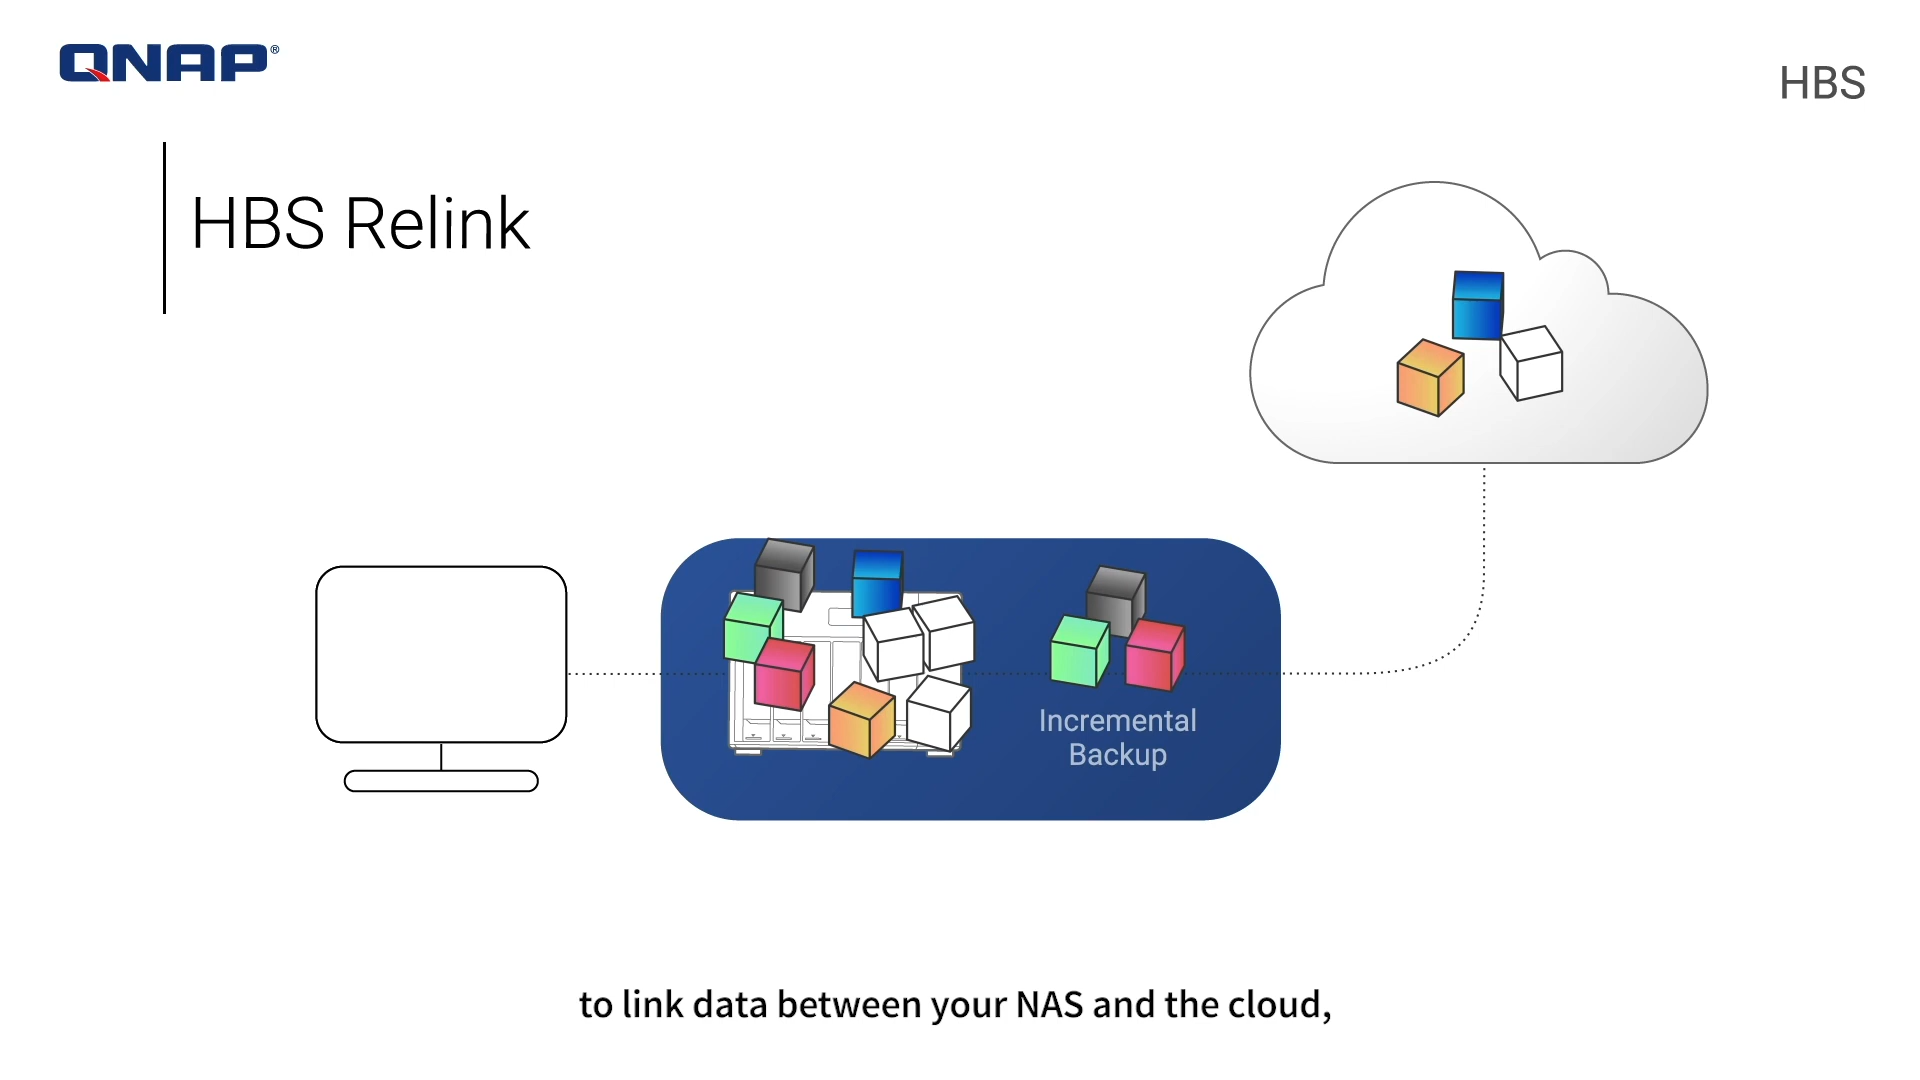 QNAP®
HBS
HBS Relink
Incremental
Backup
to link data between your NAS and the cloud,